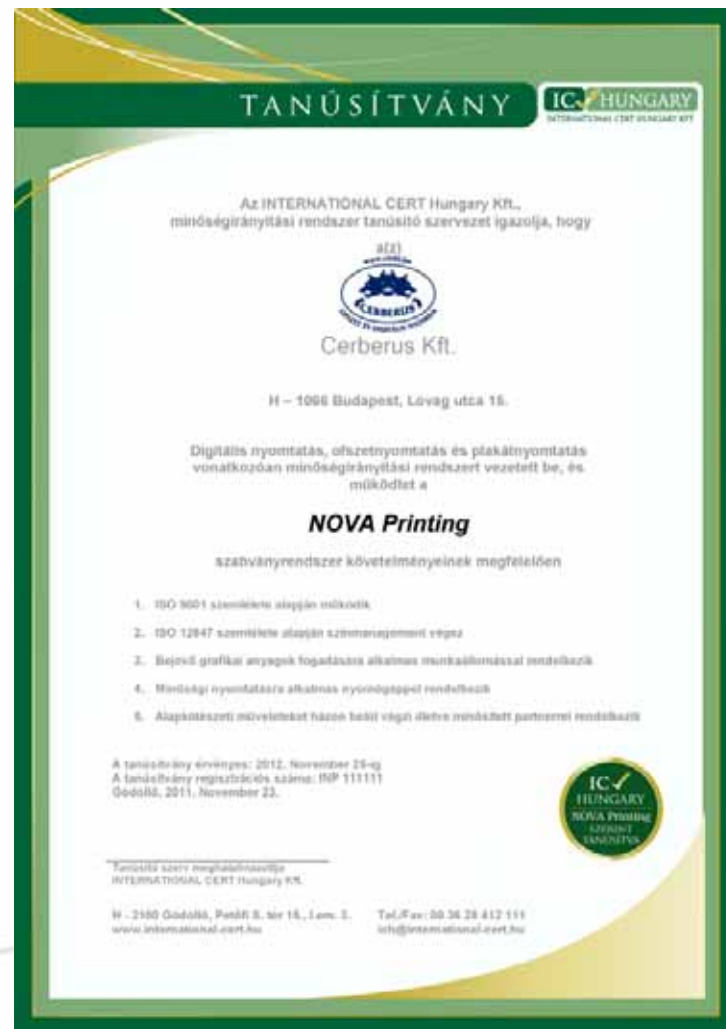 TANÚSÍTVÁNY
IC HUNGARY
INTERNATIONAL CERT HUNGARY KFT
Az INTERNATIONAL CERT Hungary Kft.,
minőségirányítási rendszer tanúsító szervezet igazolja, hogy
a(z)
CERBERUS
Cerberus Kft.
H – 1066 Budapest, Lovag utca 15.
Digitális nyomtatás, ofszetnyomtatás és plakátnyomtatás
vonatkozóan minőségirányítási rendszert vezetett be, és
működtet a
NOVA Printing
szabványrendszer követelményeinek megfelelően
1. ISO 9001 szemlélete alapján működik
2. ISO 12647 szemlélete alapján színmanagement végez
3. Bejövő grafikai anyagok fogadására alkalmas munkaállomással rendelkezik
4. Minőségi nyomtatásra alkalmas nyomógéppel rendelkezik
5. Alapkötészeti műveleteket házon belül végzi illetve minősített partnerrel rendelkezik
A tanúsítvány érvényes: 2012. November 25-ig
A tanúsítvány regisztrációs száma: INP 111111
Gödöllő, 2011. November 23.
IC
HUNGARY
NOVA Printing
SZERINT
TANÚSÍTVA
Tanúsító szerv meghatalmazottja
INTERNATIONAL CERT Hungary Kft.
H - 2100 Gödöllő, Petőfi S. tér 15., I.em. 2. Tel./Fax: 00 36 28 412 111
www.international-cert.hu ich@international-cert.hu